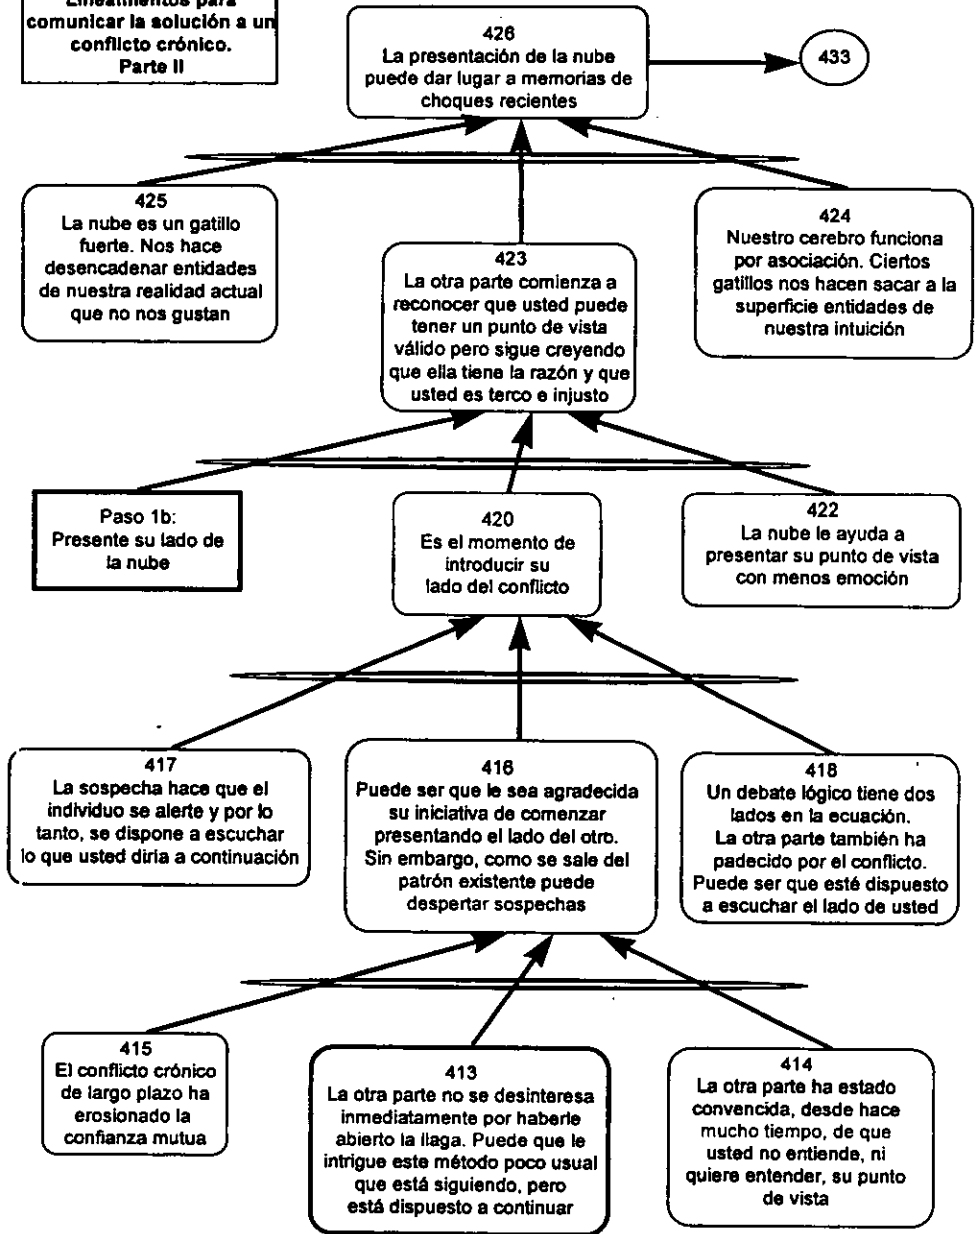 Lineamientos para
comunicar la solución a un
conflicto crónico.
Parte II
426
La presentación de la nube
puede dar lugar a memorias de
choques recientes
433
425
La nube es un gatillo
fuerte. Nos hace
desencadenar entidades
de nuestra realidad actual
que no nos gustan
423
La otra parte comienza a
reconocer que usted puede
tener un punto de vista
válido pero sigue creyendo
que ella tiene la razón y que
usted es terco e injusto
424
Nuestro cerebro funciona
por asociación. Ciertos
gatillos nos hacen sacar a la
superficie entidades de
nuestra intuición
Paso 1b:
Presente su lado de
la nube
420
Es el momento de
introducir su
lado del conflicto
422
La nube le ayuda a
presentar su punto de vista
con menos emoción
417
La sospecha hace que el
individuo se alerte y por lo
tanto, se dispone a escuchar
lo que usted diría a continuación
416
Puede ser que le sea agradecida
su iniciativa de comenzar
presentando el lado del otro.
Sin embargo, como se sale del
patrón existente puede
despertar sospechas
418
Un debate lógico tiene dos
lados en la ecuación.
La otra parte también ha
padecido por el conflicto.
Puede ser que esté dispuesto
a escuchar el lado de usted
415
El conflicto crónico
de largo plazo ha
erosionado la
confianza mutua
413
La otra parte no se desinteresa
inmediatamente por haberle
abierto la llaga. Puede que le
intrigue este método poco usual
que está siguiendo, pero
está dispuesto a continuar
414
La otra parte ha estado
convencida, desde hace
mucho tiempo, de que
usted no entiende, ni
quiere entender, su punto
de vista